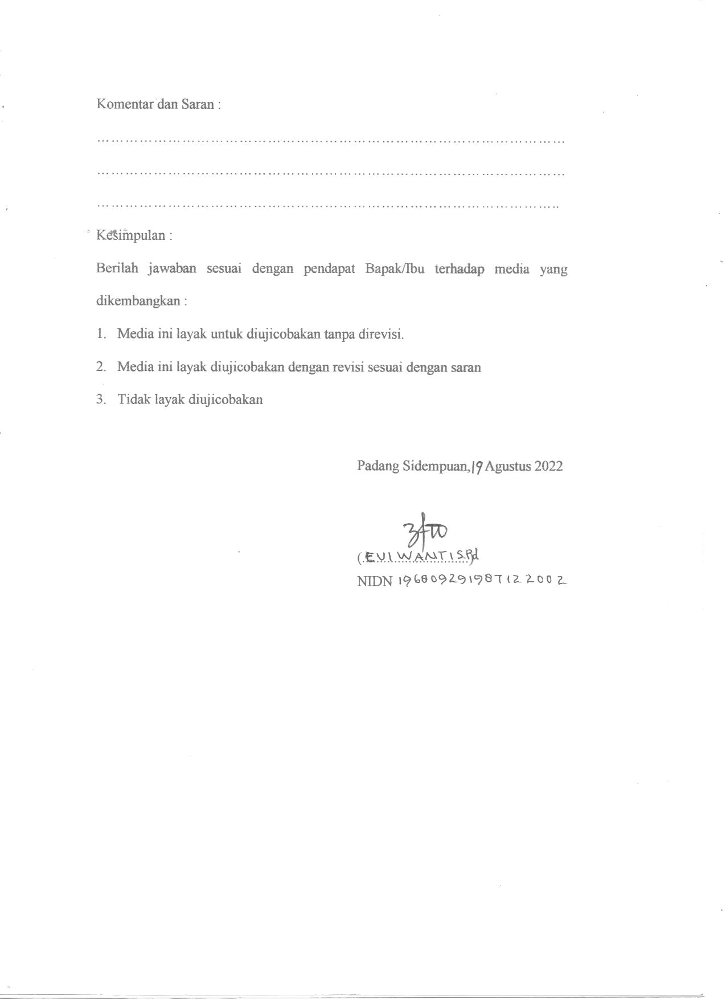 Komentar dan Saran :
………………………………………………………………………………………
………………………………………………………………………………………
……………………………………………………………………………………..
Kesimpulan :
Berilah jawaban sesuai dengan pendapat Bapak/Ibu terhadap media yang
dikembangkan :
1. Media ini layak untuk diujicobakan tanpa direvisi.
2. Media ini layak diujicobakan dengan revisi sesuai dengan saran
3. Tidak layak diujicobakan
Padang Sidempuan, 19 Agustus 2022
(EVI WANTI S.Pd)
NIDN 196809291987122002